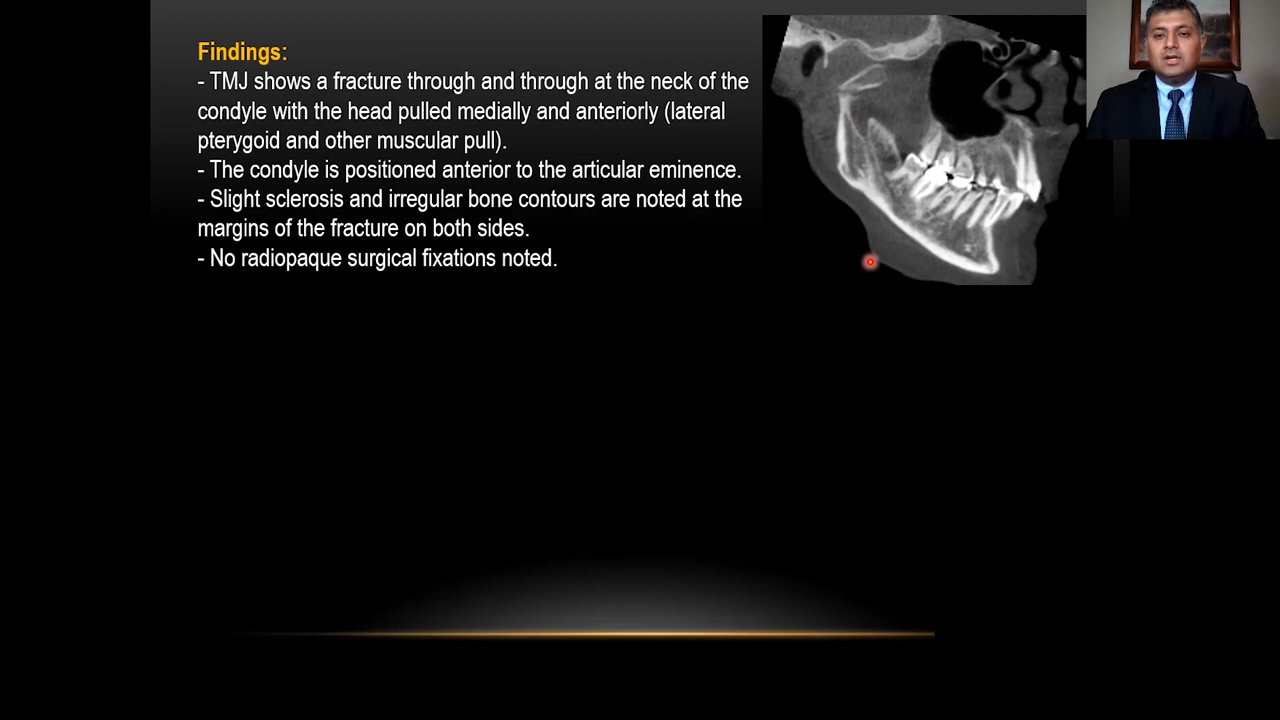 Findings:
- TMJ shows a fracture through and through at the neck of the
condyle with the head pulled medially and anteriorly (lateral
pterygoid and other muscular pull).
- The condyle is positioned anterior to the articular eminence.
- Slight sclerosis and irregular bone contours are noted at the
margins of the fracture on both sides.
- No radiopaque surgical fixations noted.